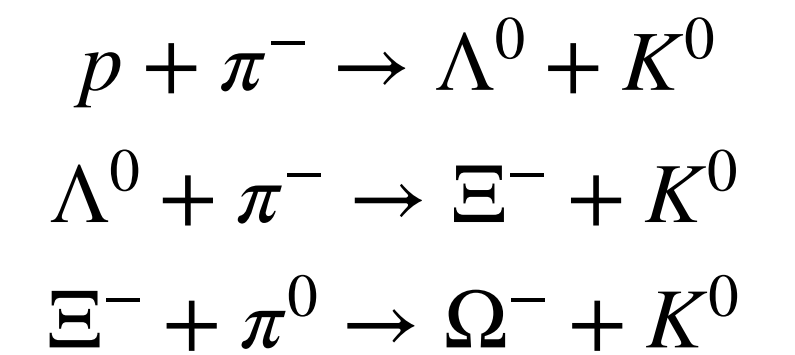 p + π⁻ → Λ⁰ + K⁰
Λ⁰ + π⁻ → Ξ⁻ + K⁰
Ξ⁻ + π⁰ → Ω⁻ + K⁰